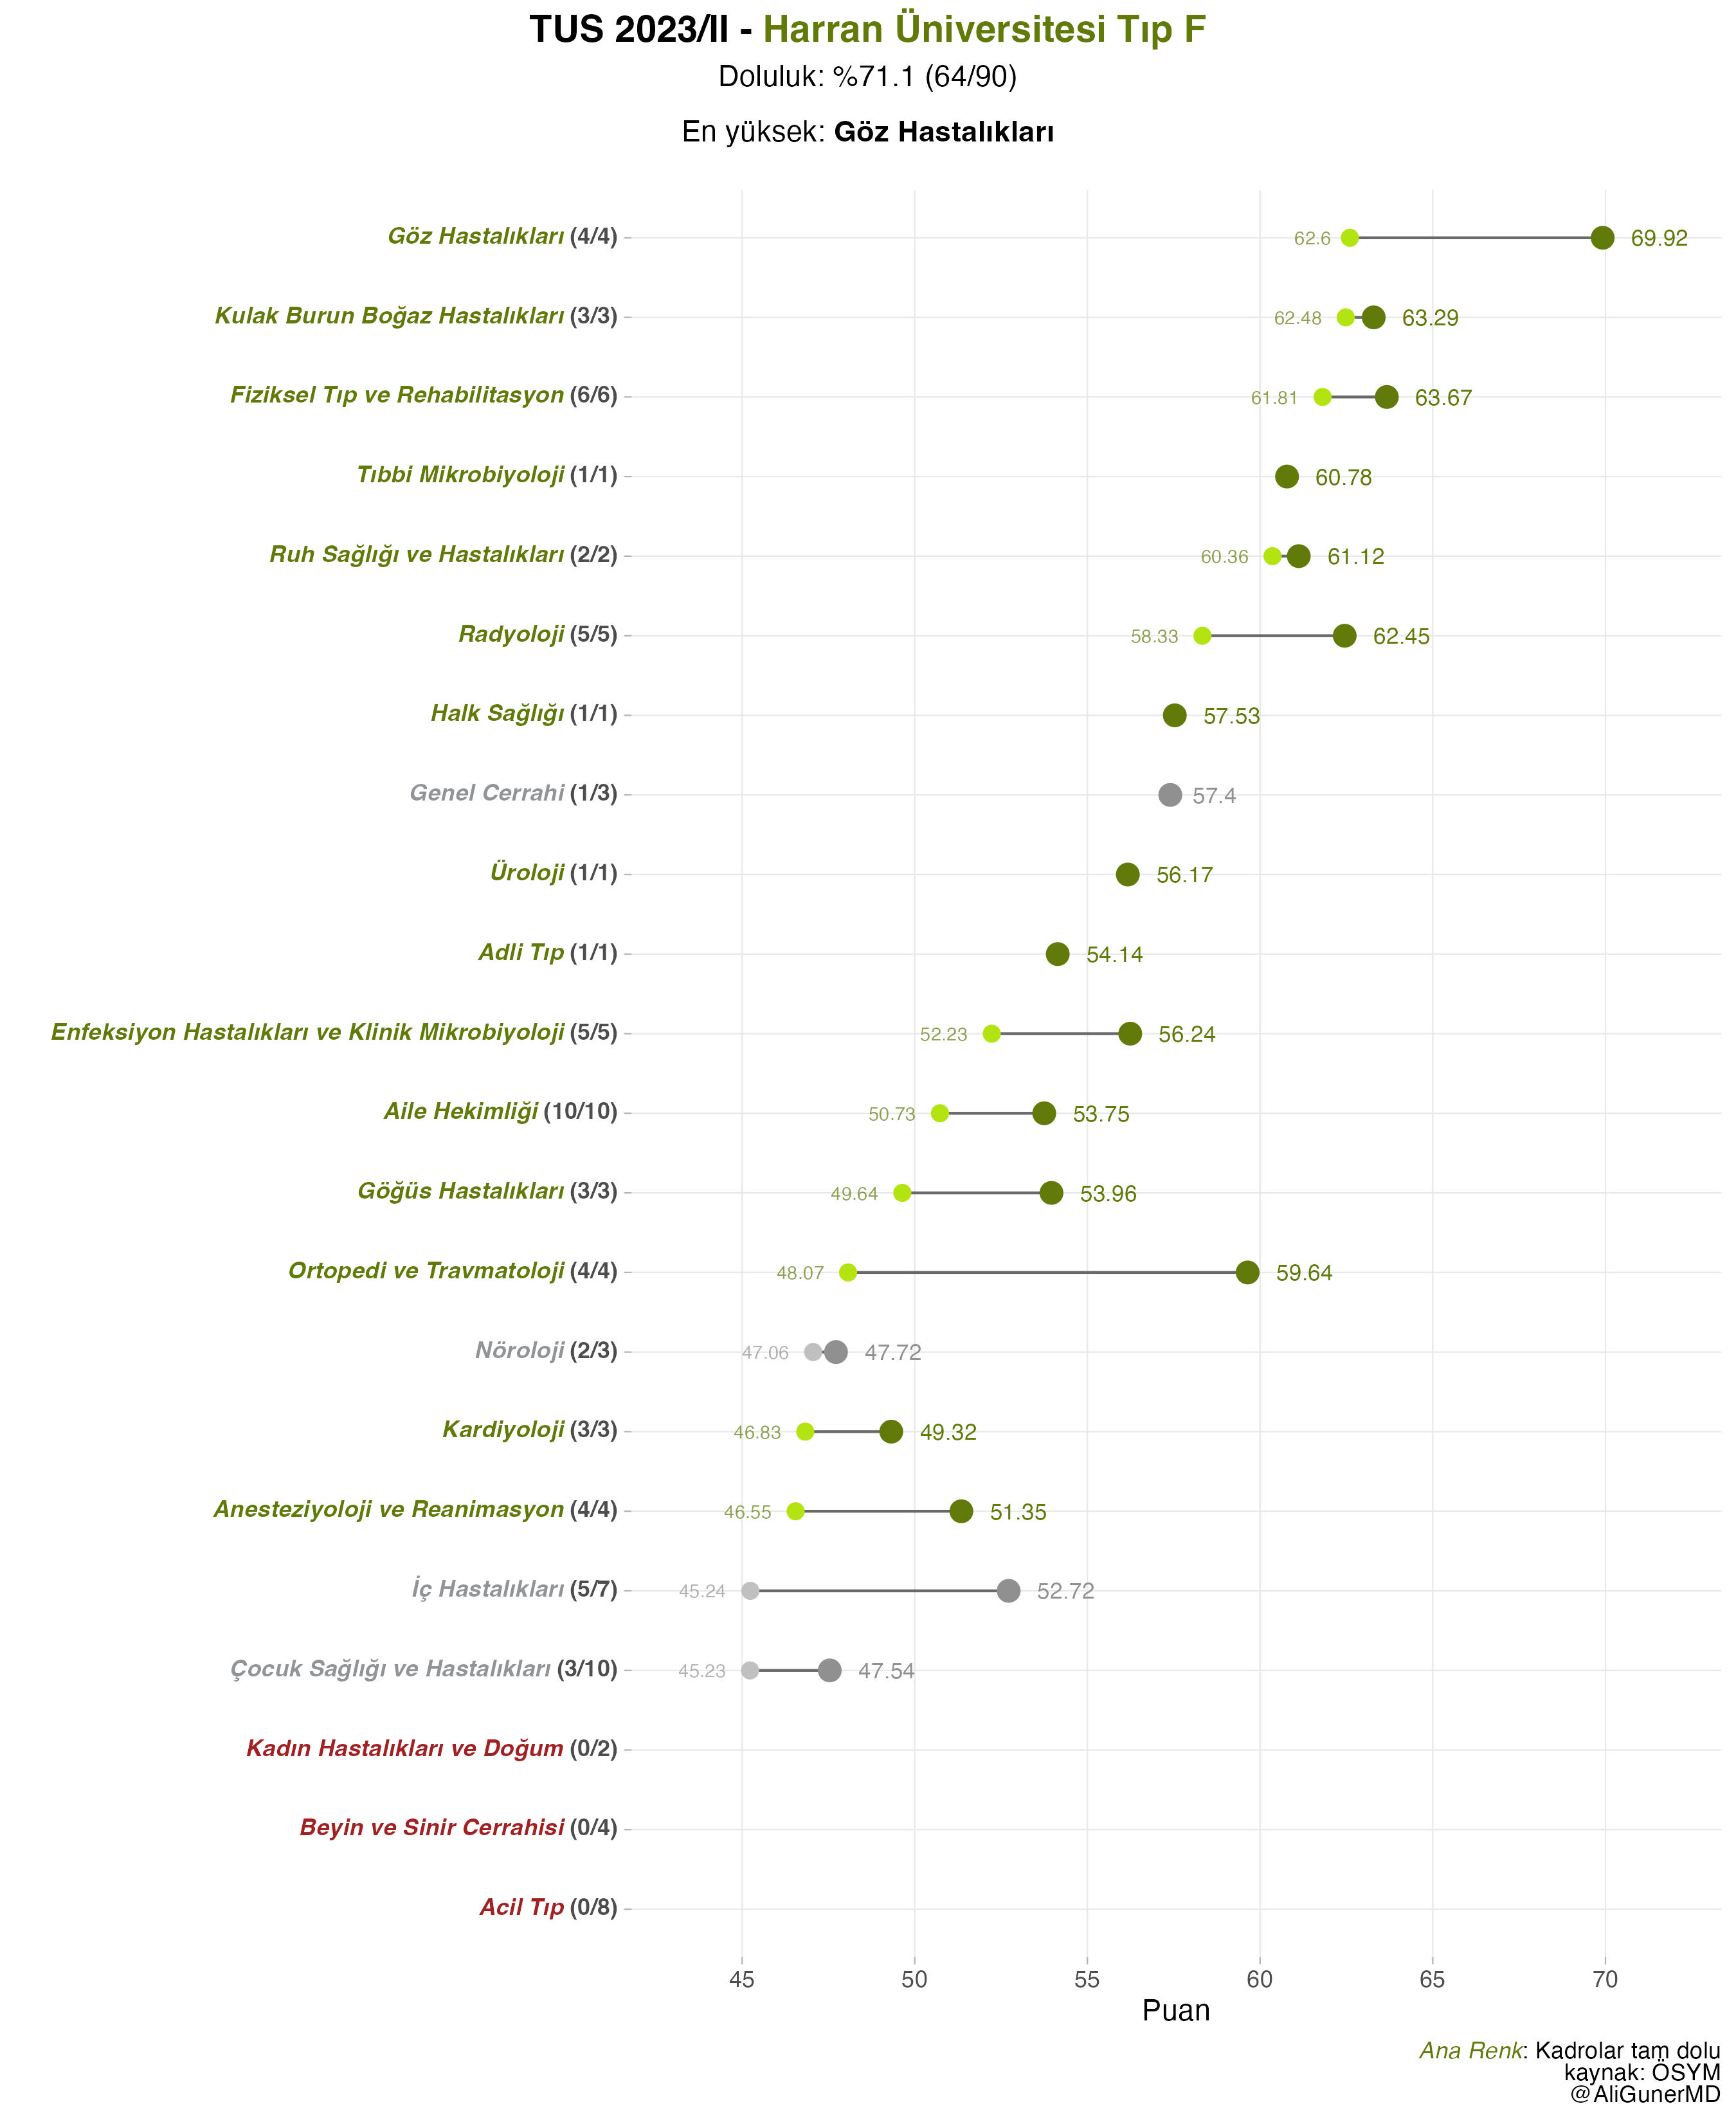 TUS 2023/II - Harran Üniversitesi Tıp F
Doluluk: %71.1 (64/90)
En yüksek: Göz Hastalıkları
Göz Hastalıkları (4/4) 62.6 69.92
Kulak Burun Boğaz Hastalıkları (3/3) 62.48 63.29
Fiziksel Tıp ve Rehabilitasyon (6/6) 61.81 63.67
Tıbbi Mikrobiyoloji (1/1) 60.78
Ruh Sağlığı ve Hastalıkları (2/2) 60.36 61.12
Radyoloji (5/5) 58.33 62.45
Halk Sağlığı (1/1) 57.53
Genel Cerrahi (1/3) 57.4
Üroloji (1/1) 56.17
Adli Tıp (1/1) 54.14
Enfeksiyon Hastalıkları ve Klinik Mikrobiyoloji (5/5) 52.23 56.24
Aile Hekimliği (10/10) 50.73 53.75
Göğüs Hastalıkları (3/3) 49.64 53.96
Ortopedi ve Travmatoloji (4/4) 48.07 59.64
Nöroloji (2/3) 47.06 47.72
Kardiyoloji (3/3) 46.83 49.32
Anesteziyoloji ve Reanimasyon (4/4) 46.55 51.35
İç Hastalıkları (5/7) 45.24 52.72
Çocuk Sağlığı ve Hastalıkları (3/10) 45.23 47.54
Kadın Hastalıkları ve Doğum (0/2)
Beyin ve Sinir Cerrahisi (0/4)
Acil Tıp (0/8)
45 50 55 60 65 70
Puan
Ana Renk: Kadrolar tam dolu
kaynak: ÖSYM
@AliGunerMD